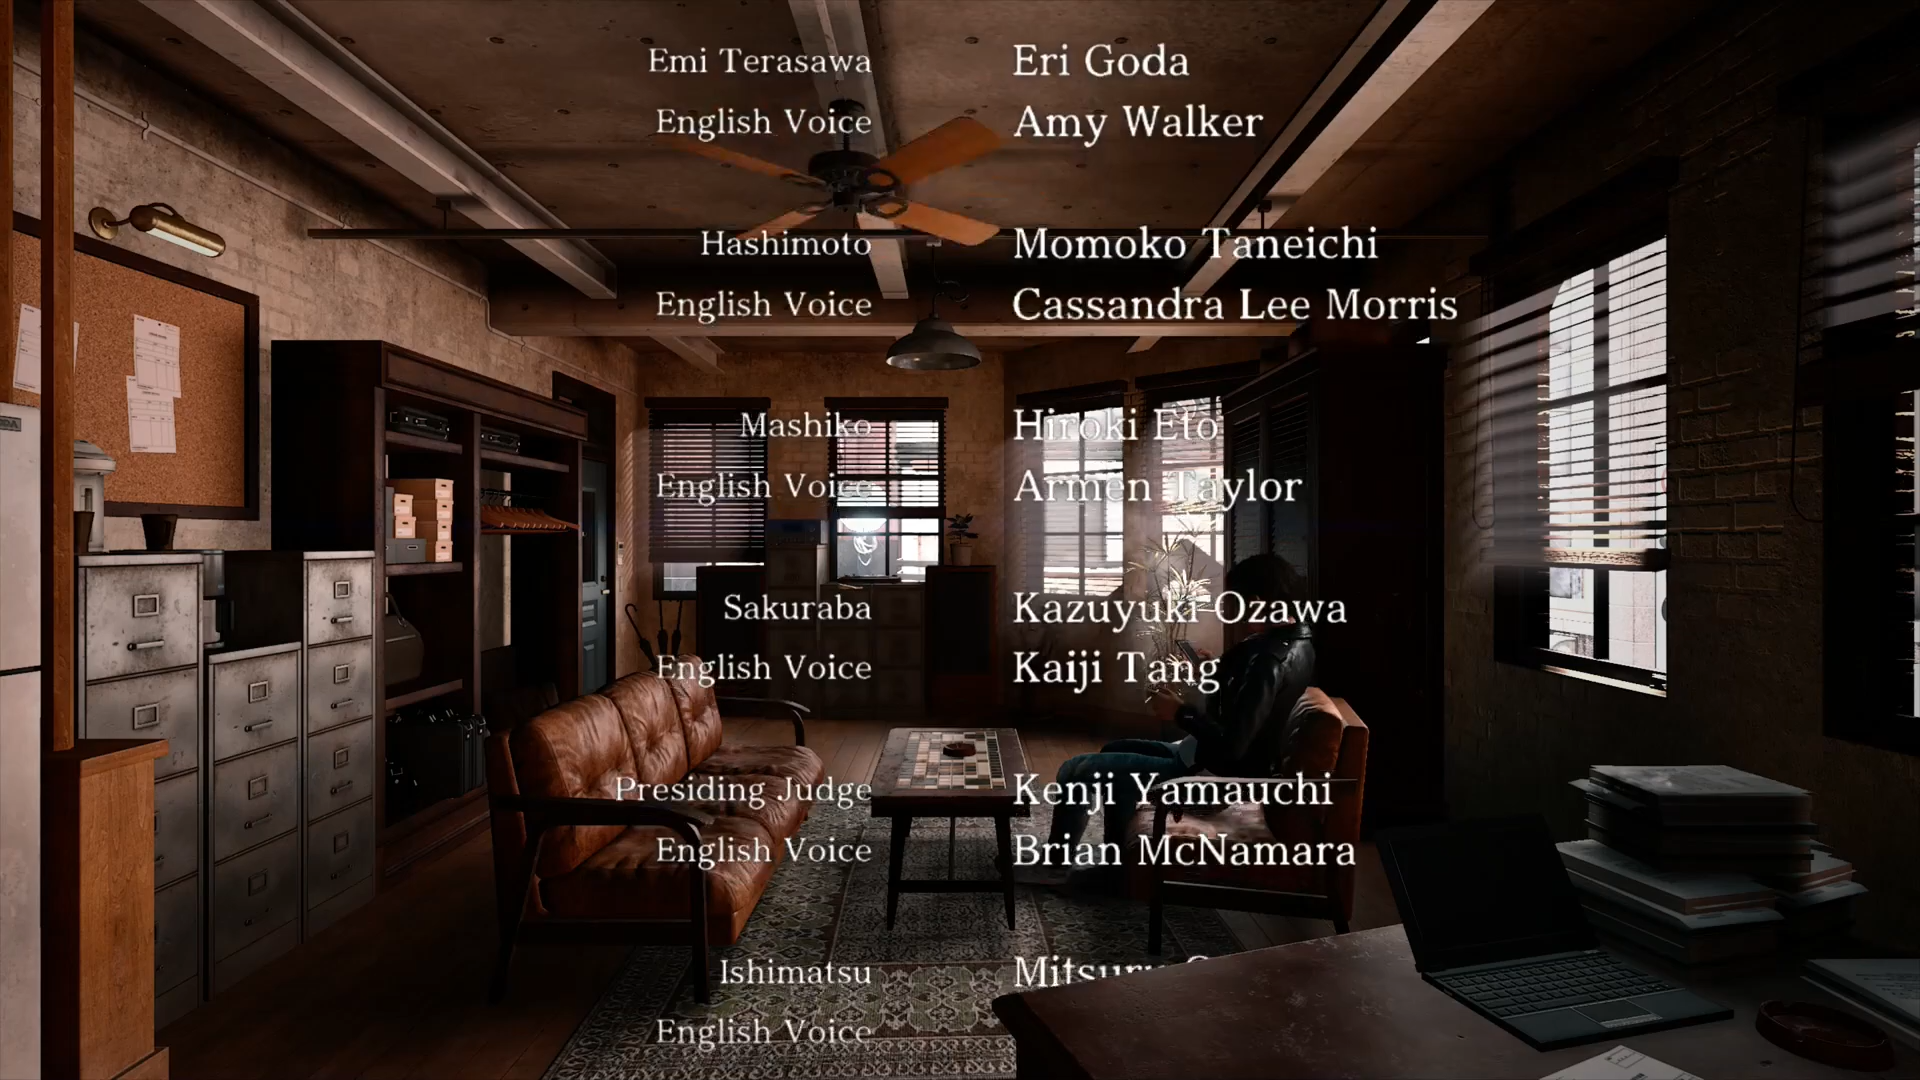 Emi Terasawa Eri Goda
English Voice Amy Walker
Hashimoto Momoko Taneichi
English Voice Cassandra Lee Morris
Mashiko Hiroki Eto
English Voice Armen Taylor
Sakuraba Kazuyuki Ozawa
English Voice Kaiji Tang
Presiding Judge Kenji Yamauchi
English Voice Brian McNamara
Ishimatsu
English Voice